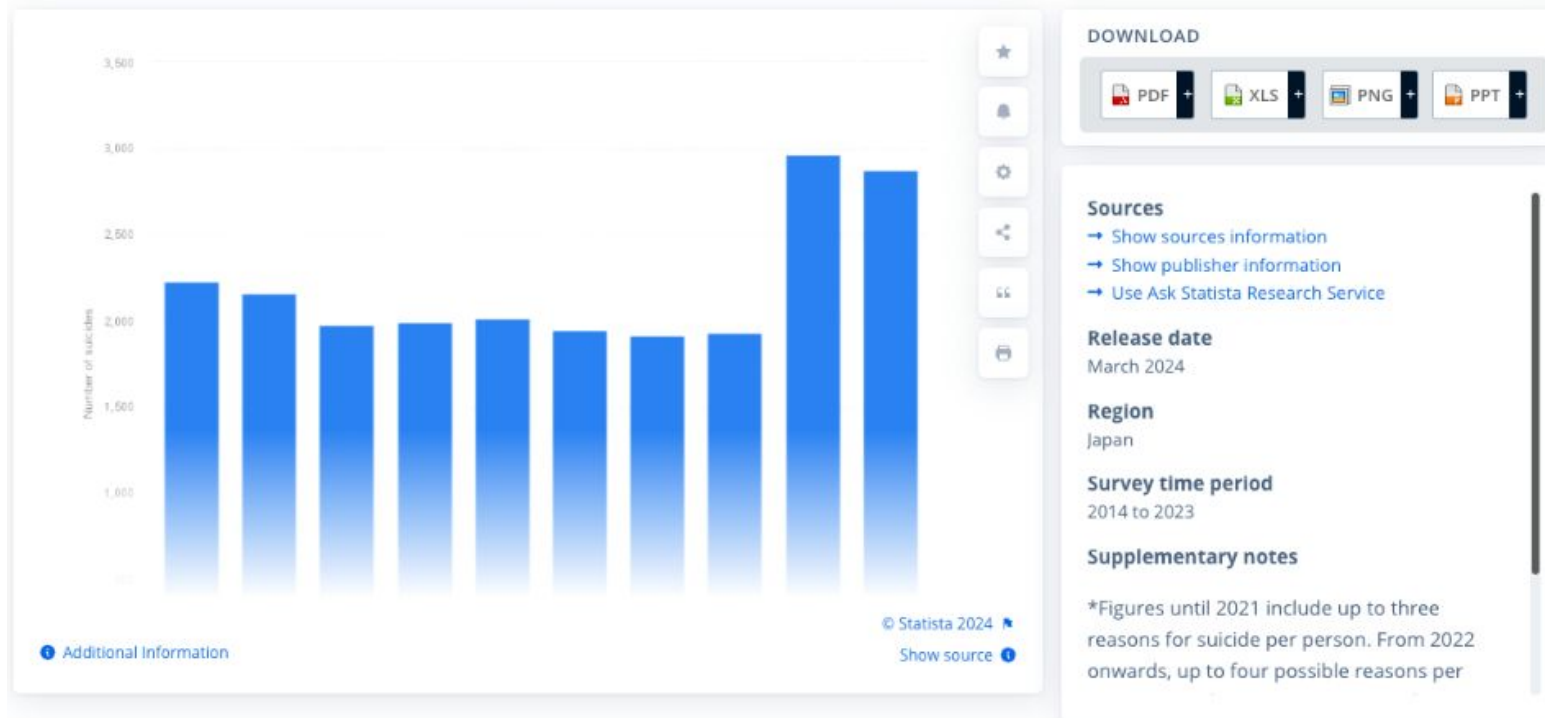 3,500
3,000
2,500
2,000
1,500
1,000
Number of suicides
© Statista 2024
Additional Information
Show source
DOWNLOAD
PDF + XLS + PNG + PPT +
Sources
→ Show sources information
→ Show publisher information
→ Use Ask Statista Research Service
Release date
March 2024
Region
Japan
Survey time period
2014 to 2023
Supplementary notes
*Figures until 2021 include up to three
reasons for suicide per person. From 2022
onwards, up to four possible reasons per